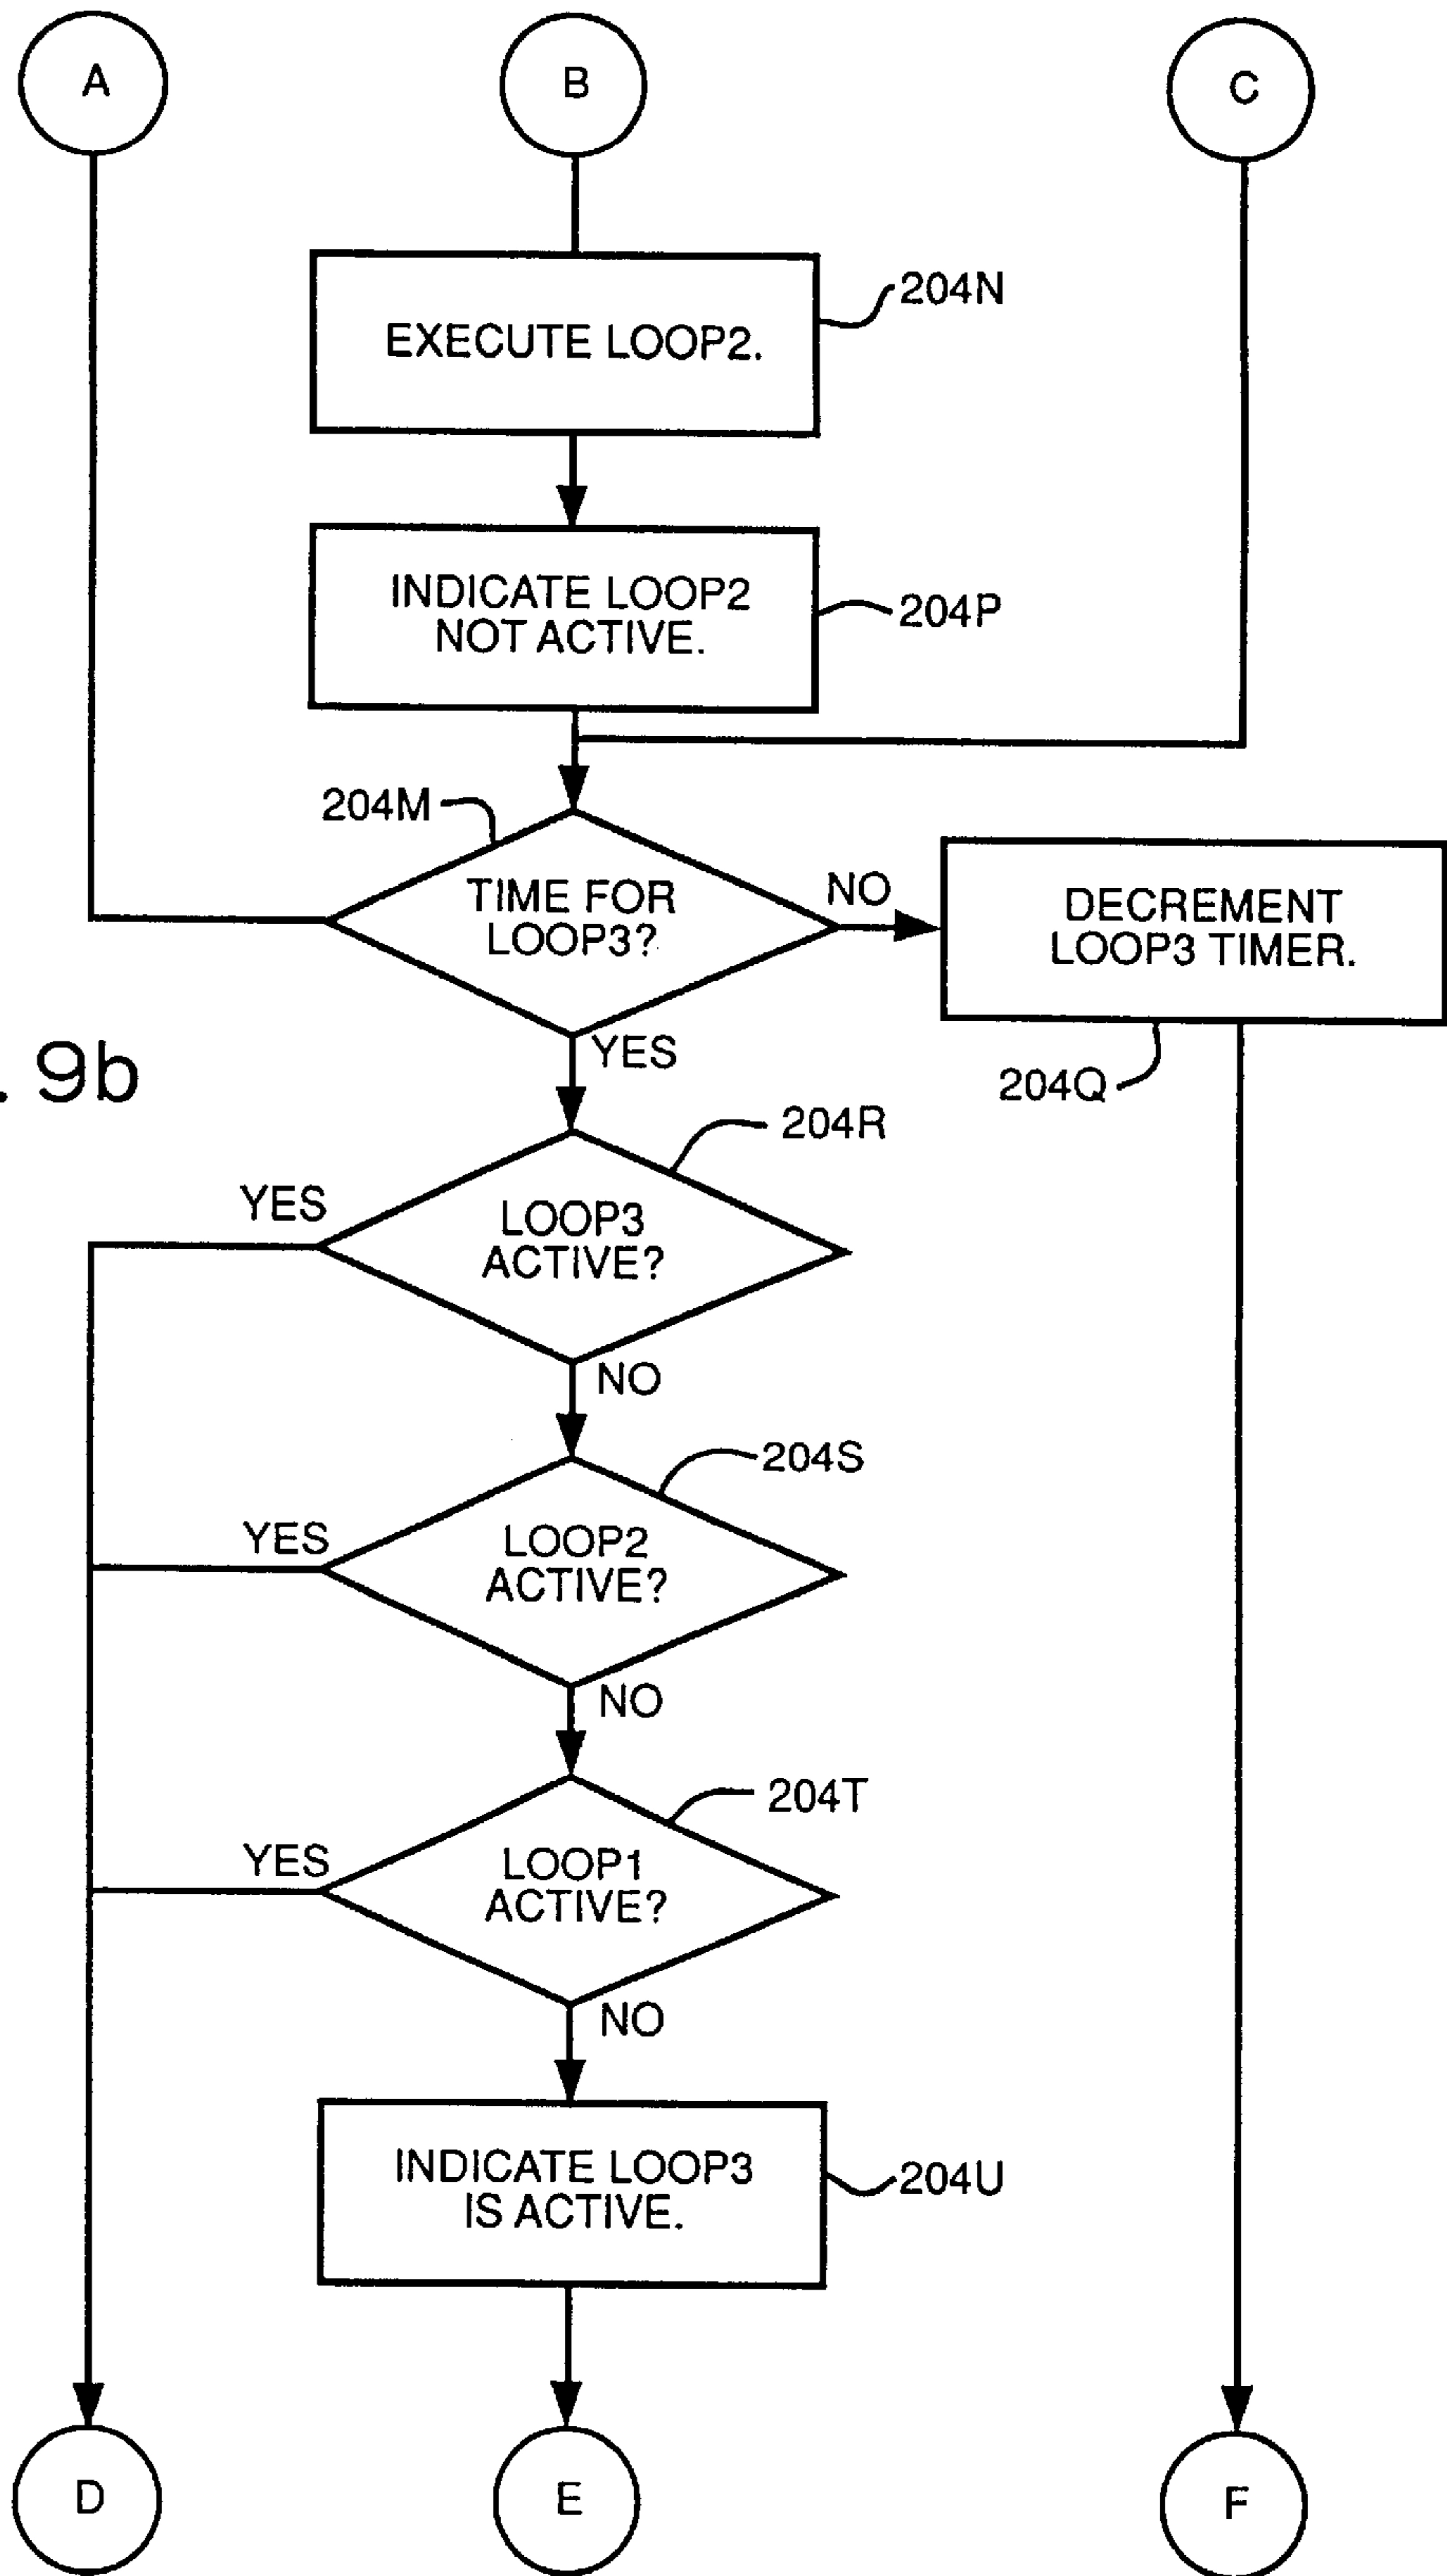 A
B
C
204N
EXECUTE LOOP2.
INDICATE LOOP2
NOT ACTIVE.
204P
204M
TIME FOR
LOOP3?
NO
DECREMENT
LOOP3 TIMER.
YES
204Q
. 9b
204R
YES
LOOP3
ACTIVE?
NO
204S
YES
LOOP2
ACTIVE?
NO
204T
YES
LOOP1
ACTIVE?
NO
INDICATE LOOP3
IS ACTIVE.
204U
D
E
F